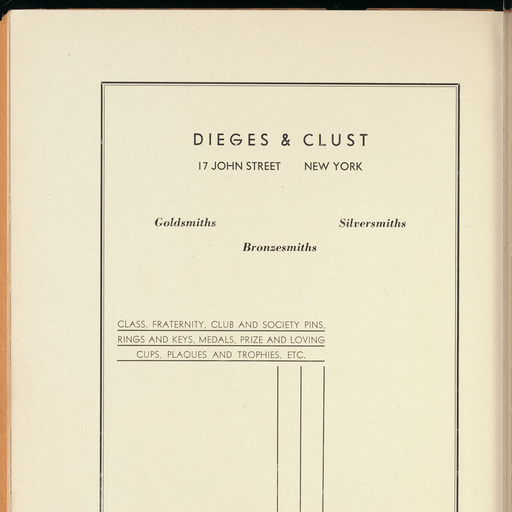 DIEGES & CLUST
17 JOHN STREET NEW YORK
Goldsmiths Silversmiths
Bronzesmiths
CLASS, FRATERNITY, CLUB AND SOCIETY PINS,
RINGS AND KEYS, MEDALS, PRIZE AND LOVING
CUPS, PLAQUES AND TROPHIES, ETC.